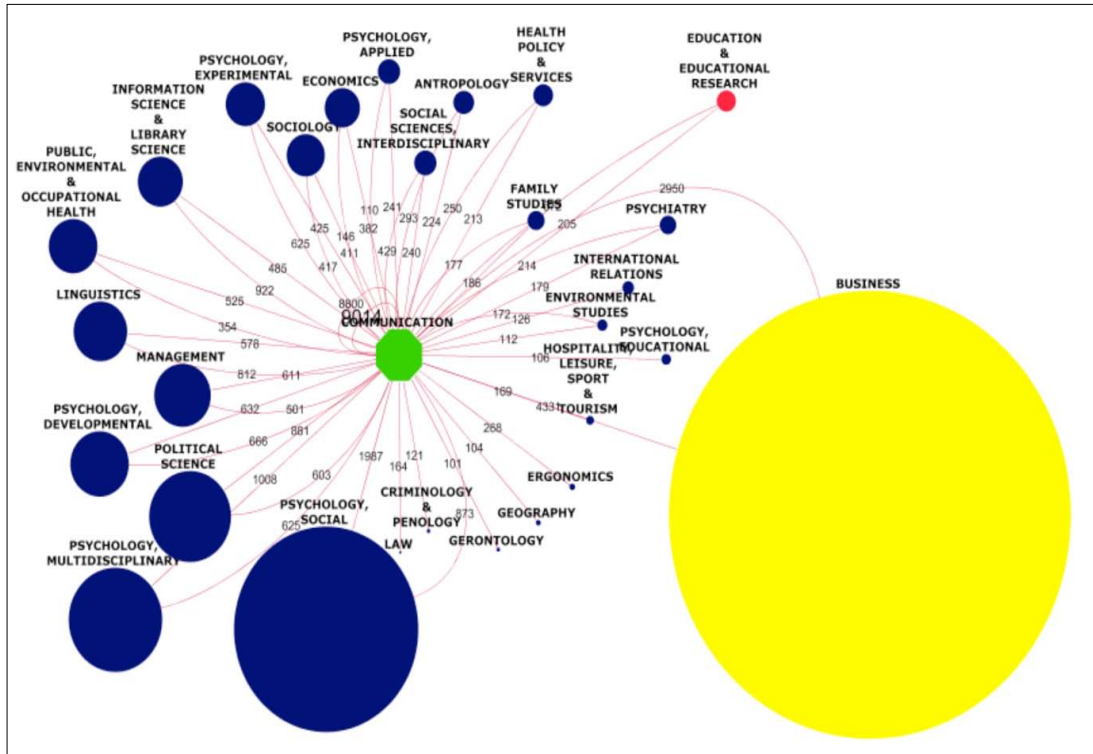 PSYCHOLOGY,
APPLIED
HEALTH
POLICY
&
SERVICES
EDUCATION
&
EDUCATIONAL
RESEARCH
PSYCHOLOGY,
EXPERIMENTAL
ECONOMICS
ANTROPOLOGY
INFORMATION
SCIENCE
&
LIBRARY
SCIENCE
SOCIOLOGY
SOCIAL
SCIENCES,
INTERDISCIPLINARY
PUBLIC,
ENVIRONMENTAL
&
OCCUPATIONAL
HEALTH
FAMILY
STUDIES
2950
PSYCHIATRY
110
241
250
425
146
382
293
224
213
205
625
411
429
240
485
417
177
214
186
179
922
INTERNATIONAL
RELATIONS
BUSINESS
LINGUISTICS
525
8800
9014
COMMUNICATION
172
126
ENVIRONMENTAL
STUDIES
354
578
112
PSYCHOLOGY,
EDUCATIONAL
106
HOSPITALITY,
LEISURE,
SPORT
&
TOURISM
MANAGEMENT
812
611
169
4331
PSYCHOLOGY,
DEVELOPMENTAL
632
501
666
881
268
POLITICAL
SCIENCE
1008
603
1987
164
121
101
104
ERGONOMICS
PSYCHOLOGY,
SOCIAL
CRIMINOLOGY
&
PENOLOGY
873
GEOGRAPHY
625
LAW
GERONTOLOGY
PSYCHOLOGY,
MULTIDISCIPLINARY